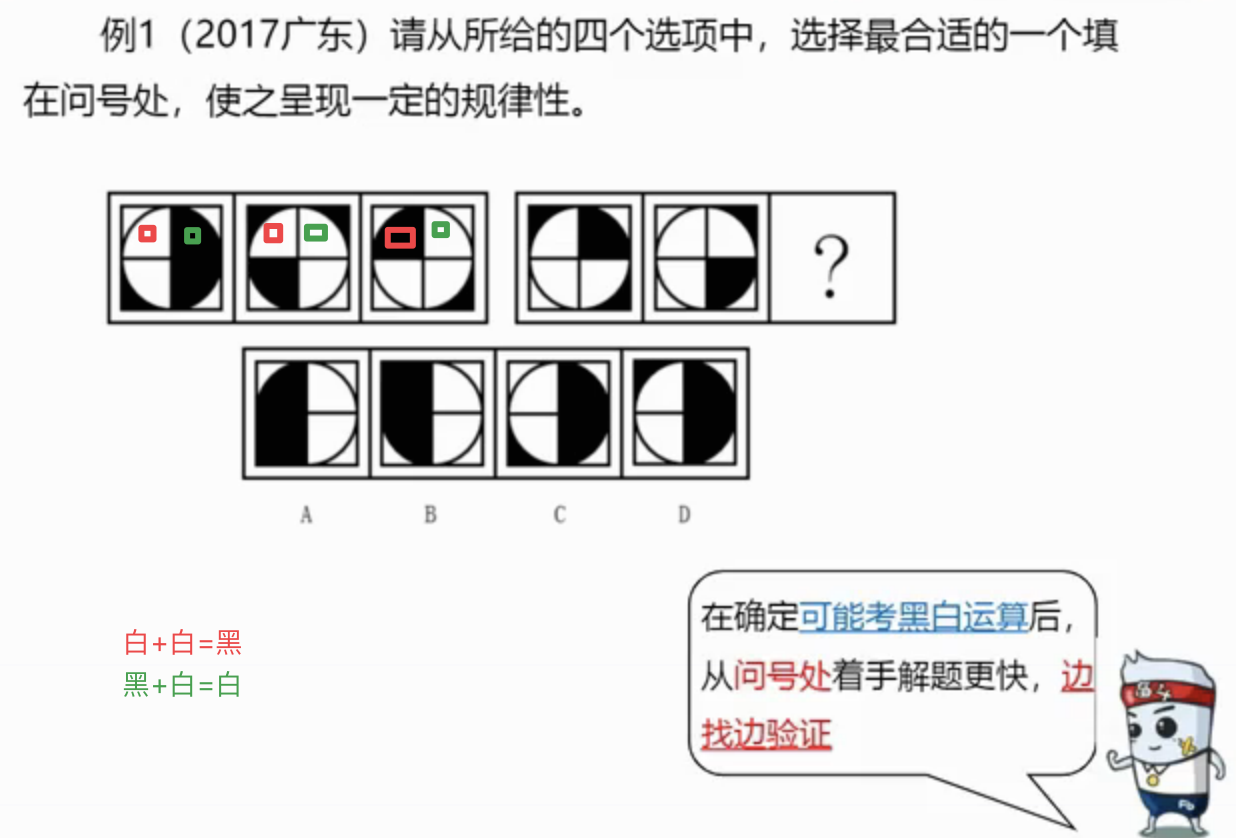 例1（2017广东）请从所给的四个选项中，选择最合适的一个填
在问号处，使之呈现一定的规律性。
?
A B C D
白+白=黑
黑+白=白
在确定可能考黑白运算后，
从问号处着手解题更快，边
找边验证
奋斗
Fb